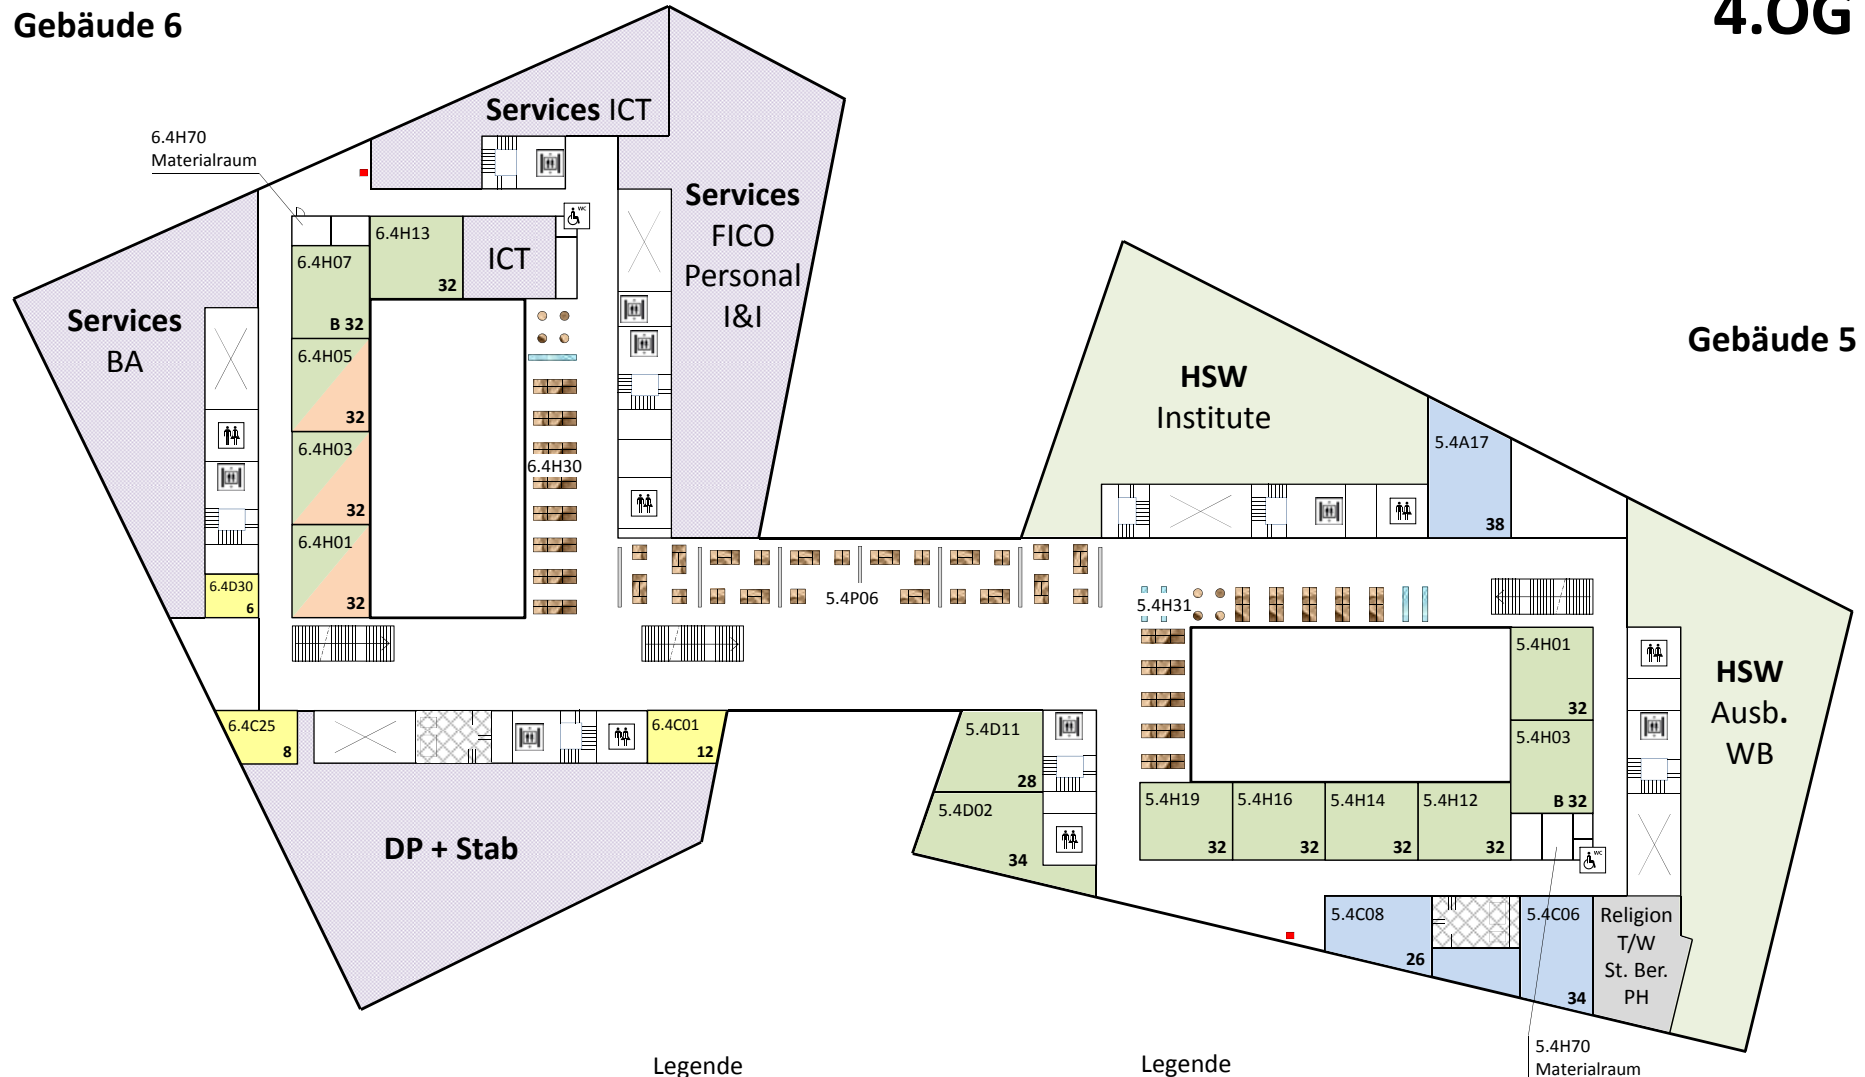 Gebäude 6
4.OG
Services ICT
6.4H70
Materialraum
Services
FICO
Personal
I&I
WC
6.4H13
32
ICT
6.4H07
B 32
Services
BA
6.4H05
32
6.4H03
32
6.4H01
32
6.4H30
6.4D30
6
Gebäude 5
HSW
Institute
5.4A17
38
5.4P06
5.4H31
5.4H01
32
5.4H03
B 32
HSW
Ausb.
WB
6.4C25
8
6.4C01
12
DP + Stab
5.4D11
28
5.4D02
34
5.4H19
32
5.4H16
32
5.4H14
32
5.4H12
32
WC
5.4C08
26
5.4C06
34
Religion
T/W
St. Ber.
PH
5.4H70
Materialraum
Legende
Legende